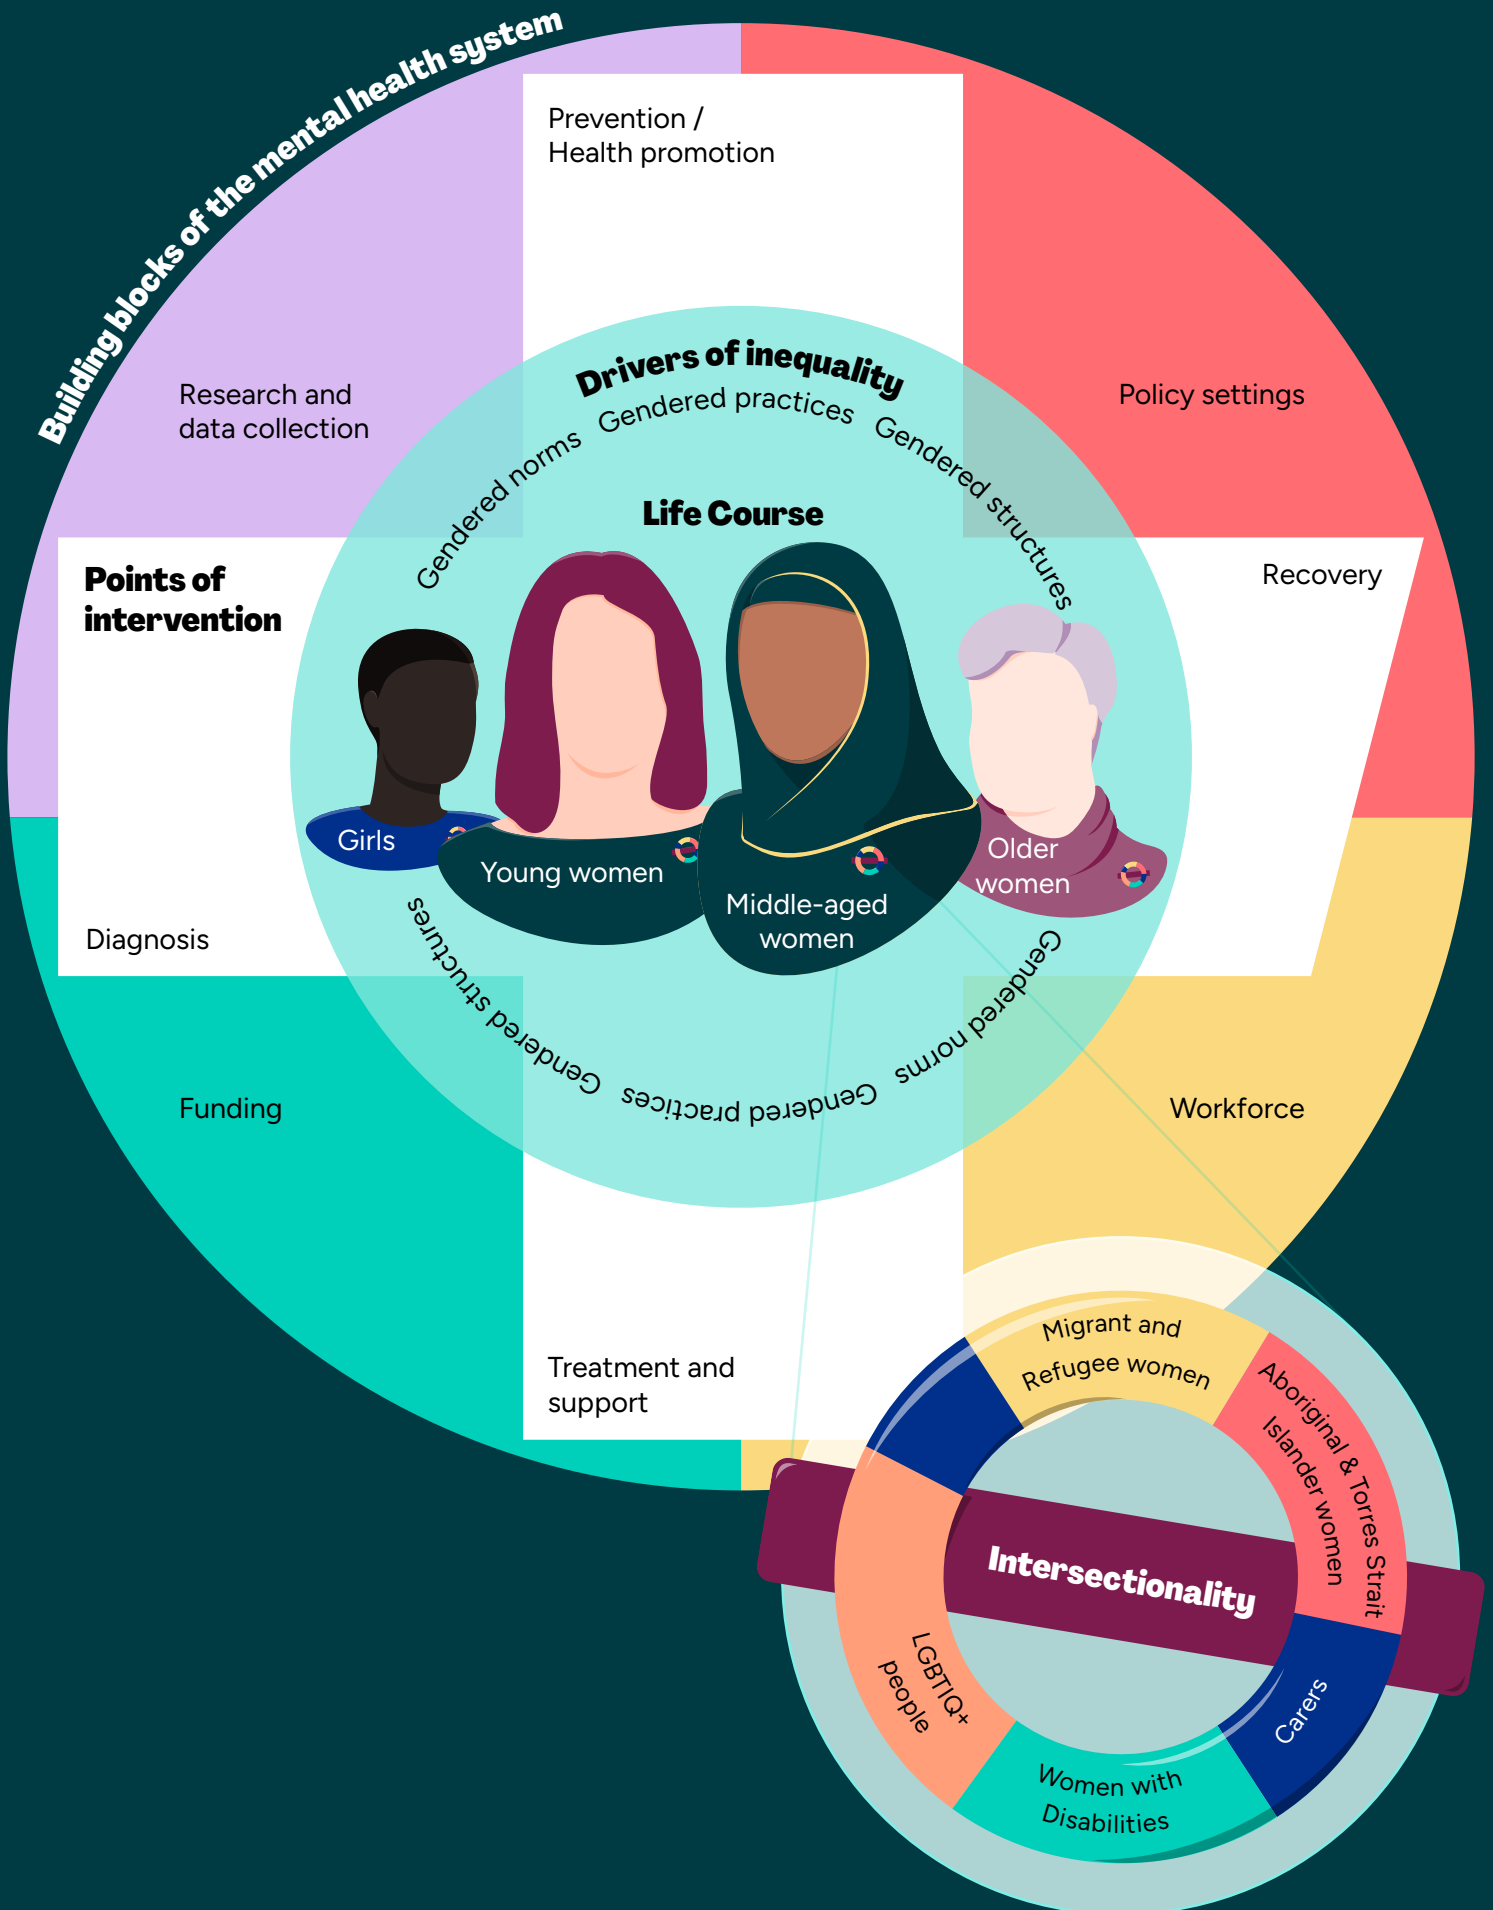 Building blocks of the mental health system
Prevention /
Health promotion
Research and
data collection
Policy settings
Drivers of inequality
Gendered norms
Gendered practices
Gendered structures
Life Course
Points of
intervention
Recovery
Girls
Young women
Middle-aged
women
Older
women
Diagnosis
Gendered norms
Gendered practices
Gendered structures
Funding
Workforce
Treatment and
support
Migrant and
Refugee women
Aboriginal & Torres Strait
Islander women
Intersectionality
Carers
Women with
Disabilities
LGBTIQ+
people